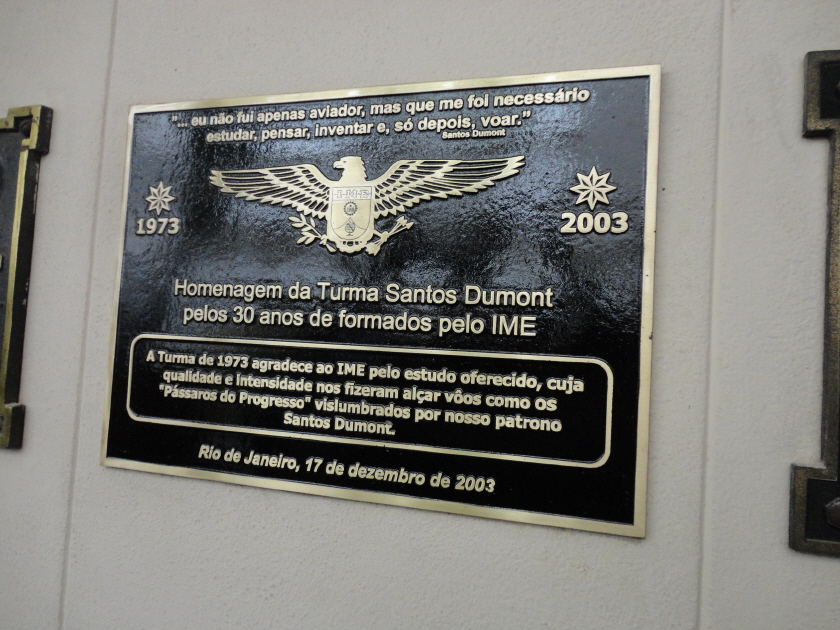 "... eu não fui apenas aviador, mas que me foi necessário
estudar, pensar, inventar e, só depois, voar."
Santos Dumont
I·M·E
1973
2003
Homenagem da Turma Santos Dumont
pelos 30 anos de formados pelo IME
A Turma de 1973 agradece ao IME pelo estudo oferecido, cuja
qualidade e intensidade nos fizeram alçar vôos como os
"Pássaros do Progresso" vislumbrados por nosso patrono
Santos Dumont.
Rio de Janeiro, 17 de dezembro de 2003